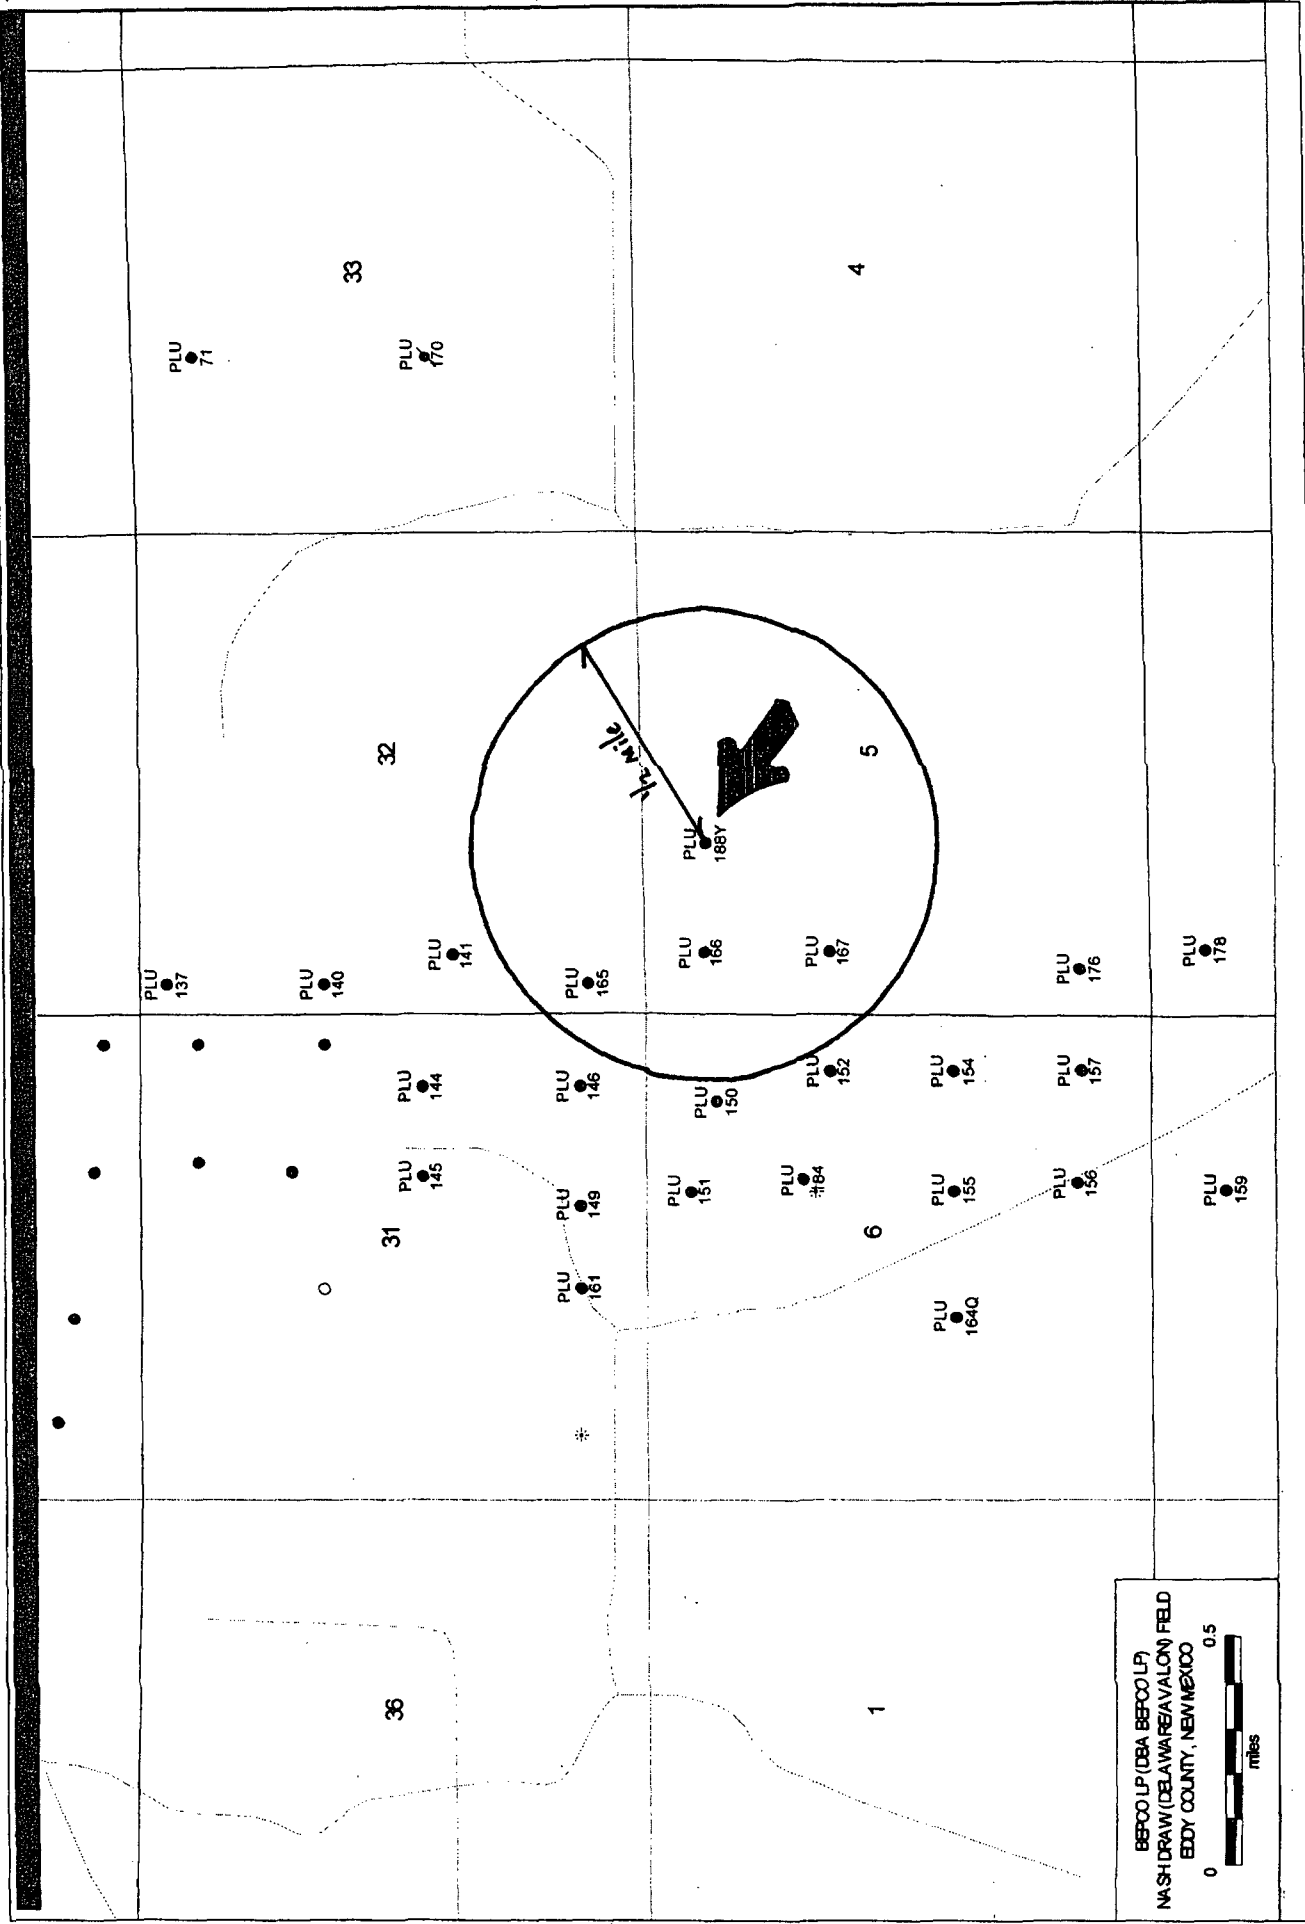 36
31
32
33
1
6
5
4
PLU
137
PLU
140
PLU
141
PLU
144
PLU
145
PLU
146
PLU
149
PLU
161
PLU
165
PLU
71
PLU
170
PLU
188Y
1/2 mile
PLU
166
PLU
167
PLU
150
PLU
151
PLU
152
PLU
184
PLU
154
PLU
155
PLU
164Q
PLU
157
PLU
156
PLU
176
PLU
178
PLU
159
BEPCO LP (DBA BEPCO LP)
NASH DRAW (DELAWARE/AVALON) FIELD
EDDY COUNTY, NEW MEXICO
0 0.5
miles